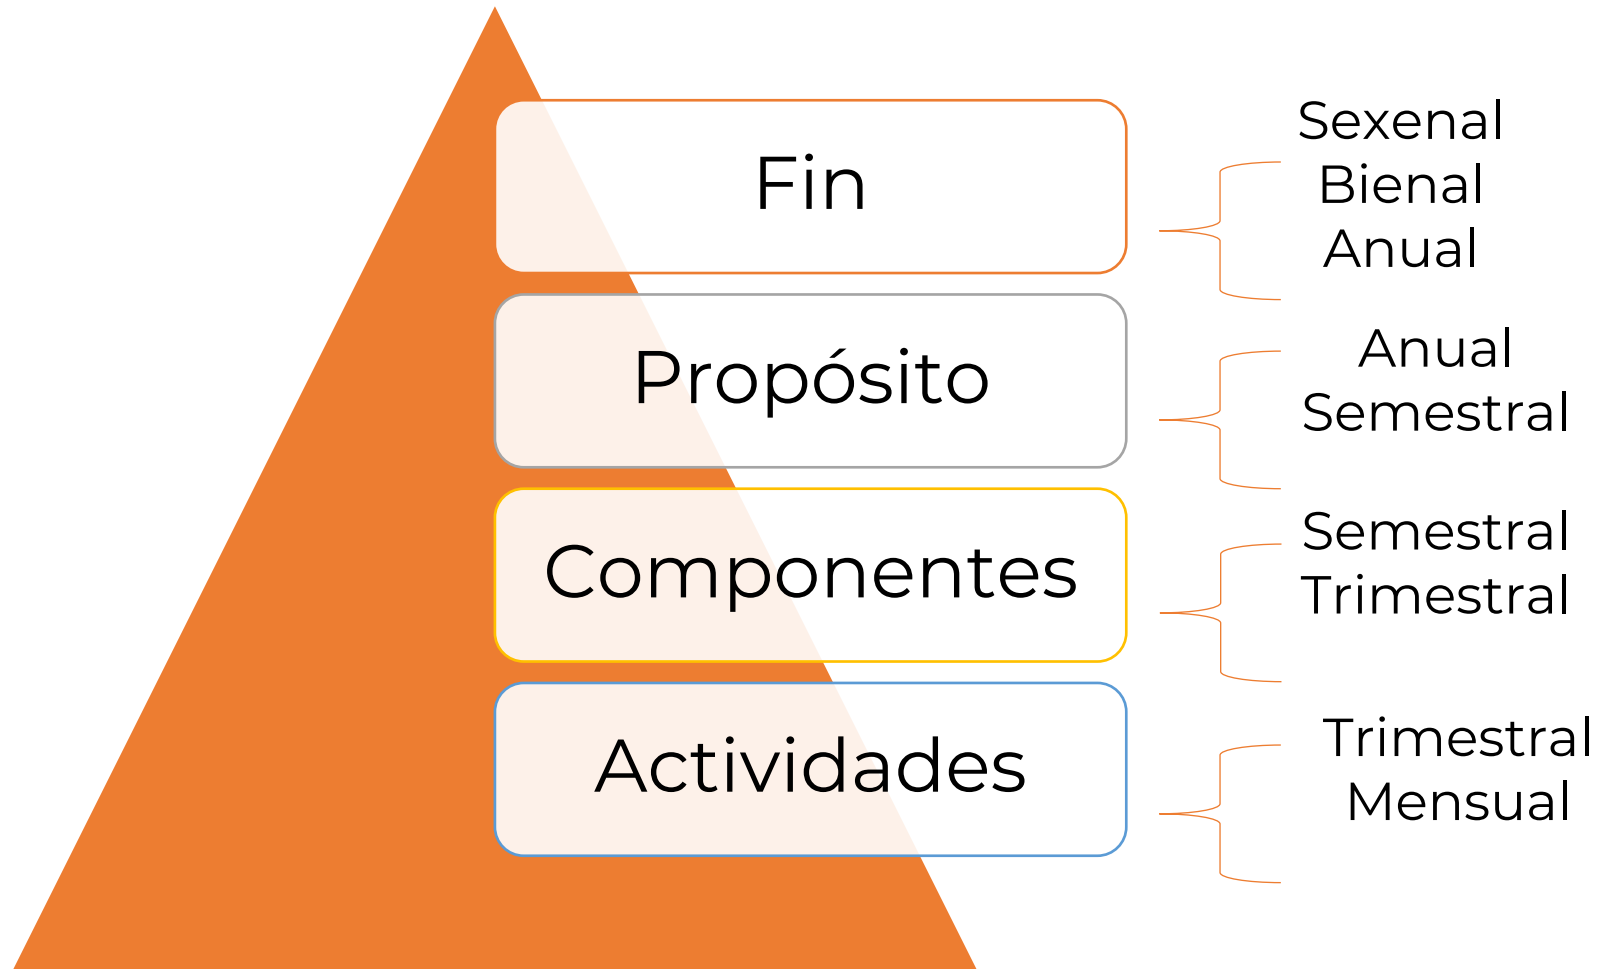 Fin
Sexenal
Bienal
Anual
Propósito
Anual
Semestral
Componentes
Semestral
Trimestral
Actividades
Trimestral
Mensual